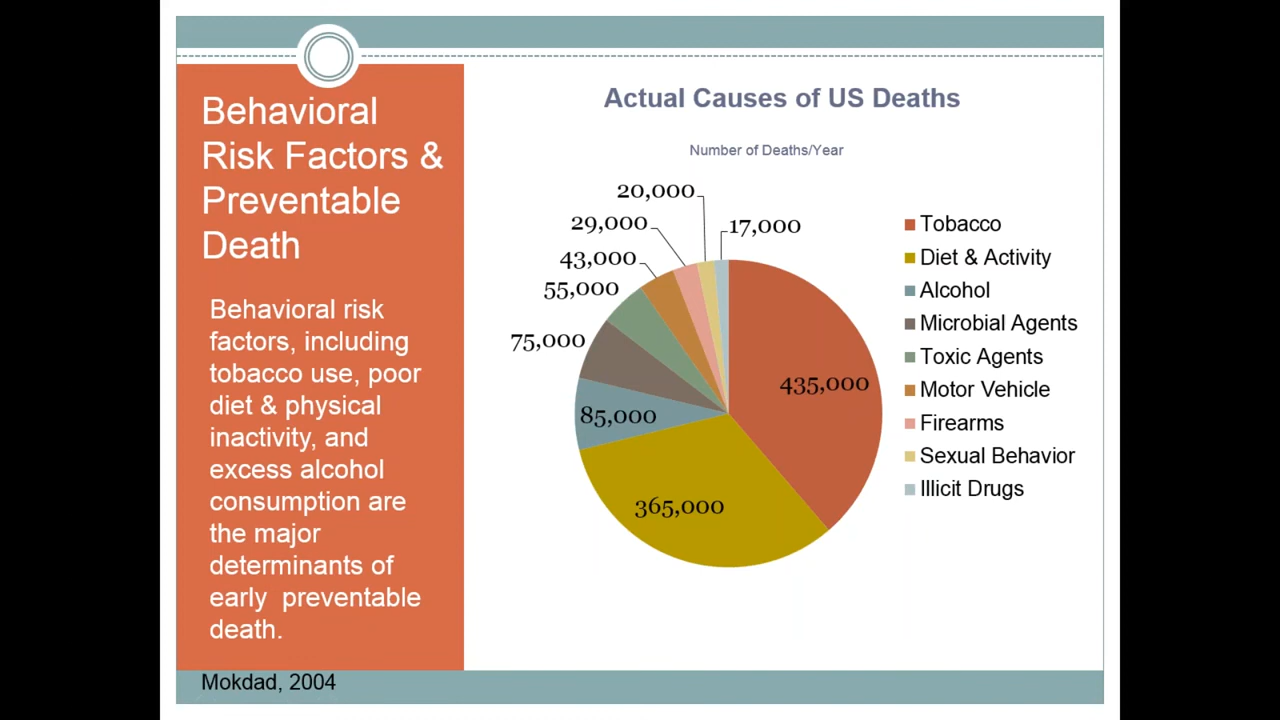 Behavioral
Risk Factors &
Preventable
Death
Behavioral risk
factors, including
tobacco use, poor
diet & physical
inactivity, and
excess alcohol
consumption are
the major
determinants of
early  preventable
death.
Mokdad, 2004
Actual Causes of US Deaths
Number of Deaths/Year
20,000
17,000
29,000
43,000
55,000
75,000
435,000
85,000
365,000
Tobacco
Diet & Activity
Alcohol
Microbial Agents
Toxic Agents
Motor Vehicle
Firearms
Sexual Behavior
Illicit Drugs